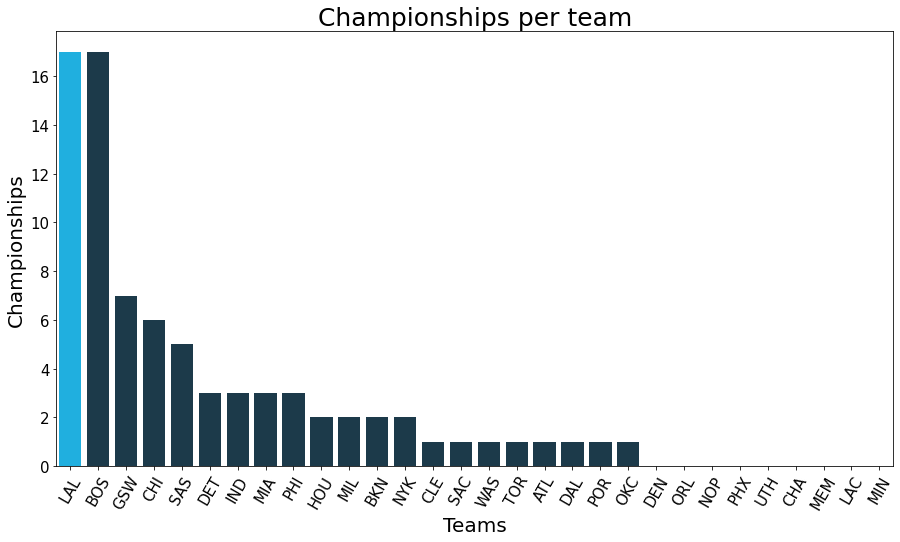 Championships per team
Championships
16
14
12
10
8
6
4
2
0
LAL BOS GSW CHI SAS DET IND MIA PHI HOU MIL BKN NYK CLE SAC WAS TOR ATL DAL POR OKC DEN ORL NOP PHX UTH CHA MEM LAC MIN
Teams